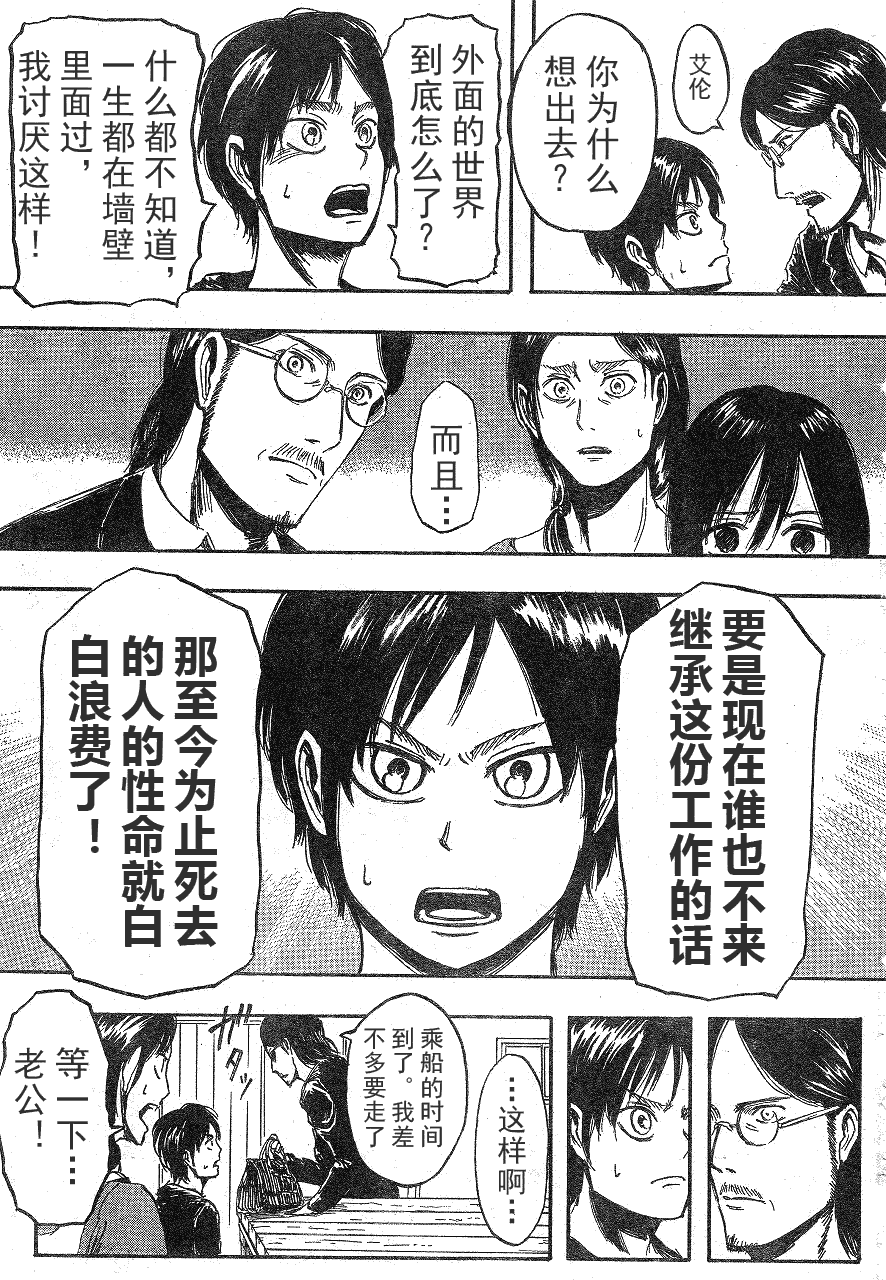 艾伦
你为什么
想出去？
外面的世界
到底怎么了？
什么都不知道，
一生都在墙壁
里面过，
我讨厌这样！
而且…
要是现在谁也不来
继承这份工作的话
那至今为止死去
的人的性命就白
白浪费了！
…这样啊…
乘船的时间
到了。我差
不多要走了
ガタッ
等一下…
老公！